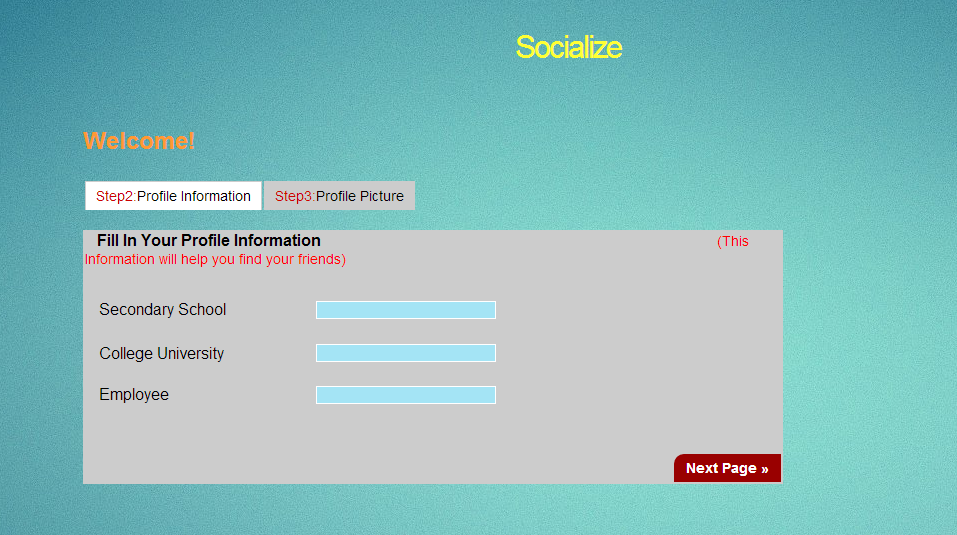 Socialize
Welcome!
Step2:Profile Information Step3:Profile Picture
Fill In Your Profile Information (This
Information will help you find your friends)
Secondary School
College University
Employee
Next Page »